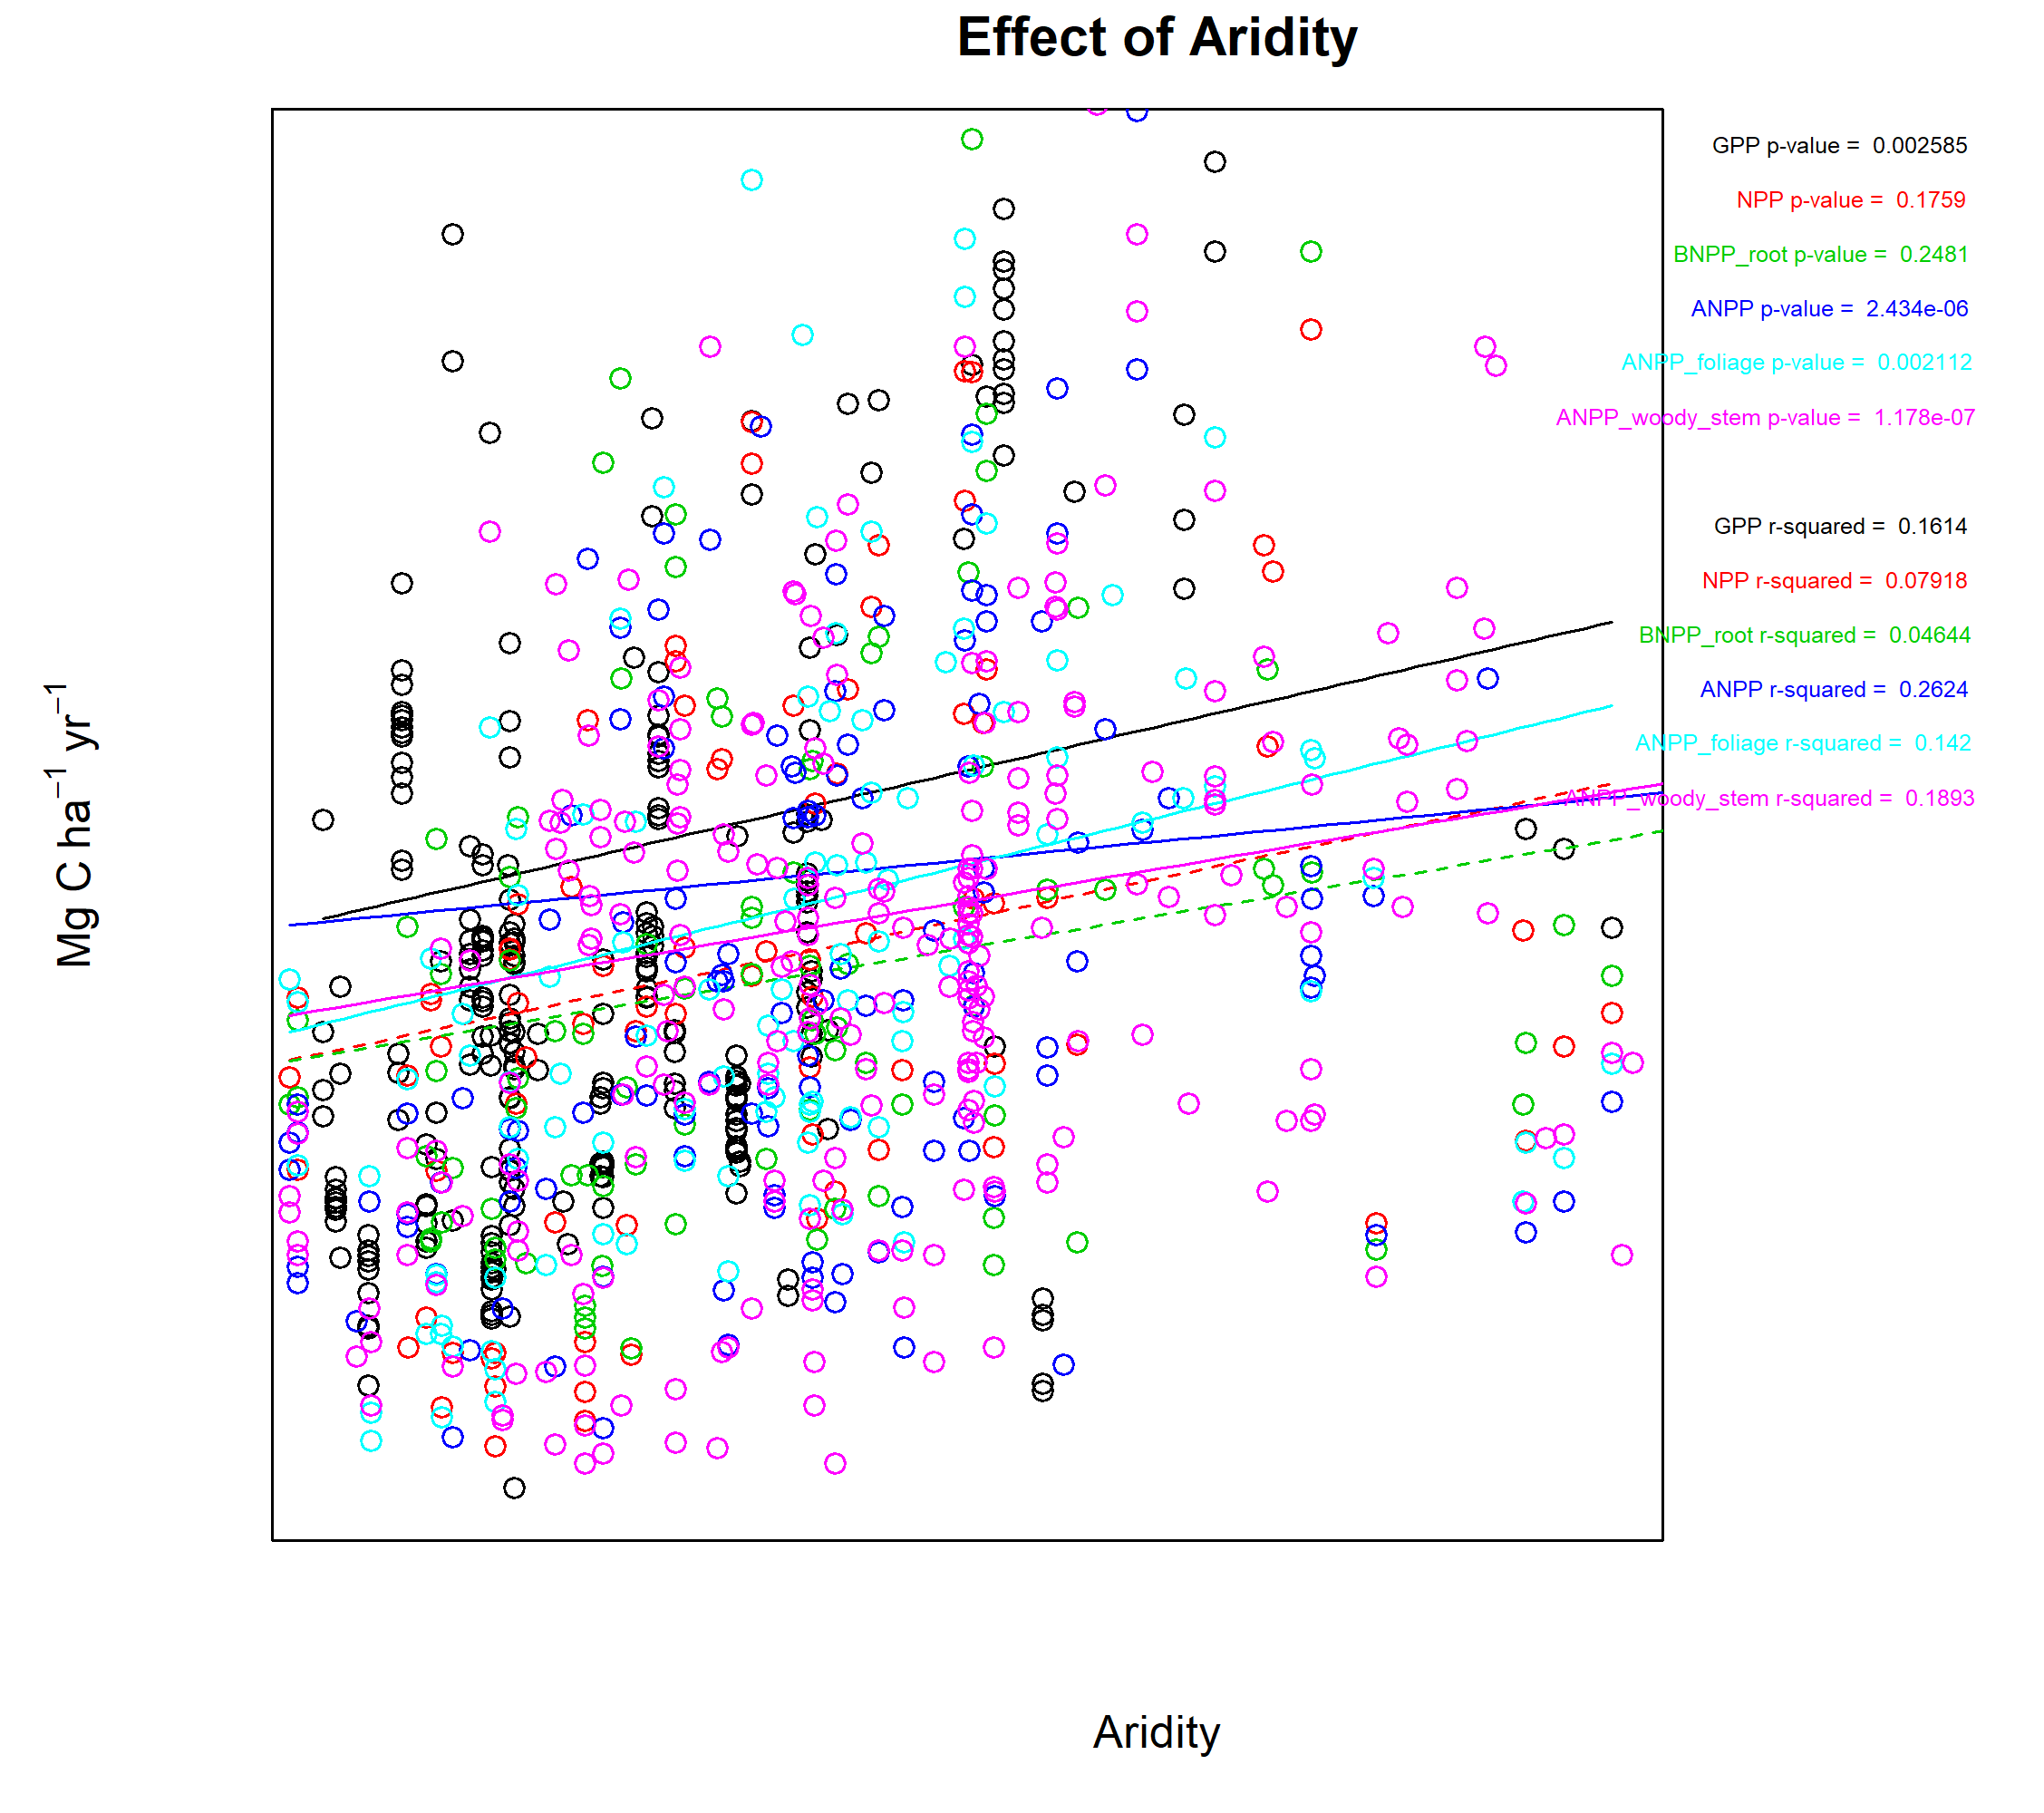 Effect of Aridity
GPP p-value = 0.002585
NPP p-value = 0.1759
BNPP_root p-value = 0.2481
ANPP p-value = 2.434e-06
ANPP_foliage p-value = 0.002112
ANPP_woody_stem p-value = 1.178e-07
GPP r-squared = 0.1614
NPP r-squared = 0.07918
BNPP_root r-squared = 0.04644
ANPP r-squared = 0.2624
ANPP_foliage r-squared = 0.142
ANPP_woody_stem r-squared = 0.1893
Mg C ha⁻¹ yr⁻¹
Aridity